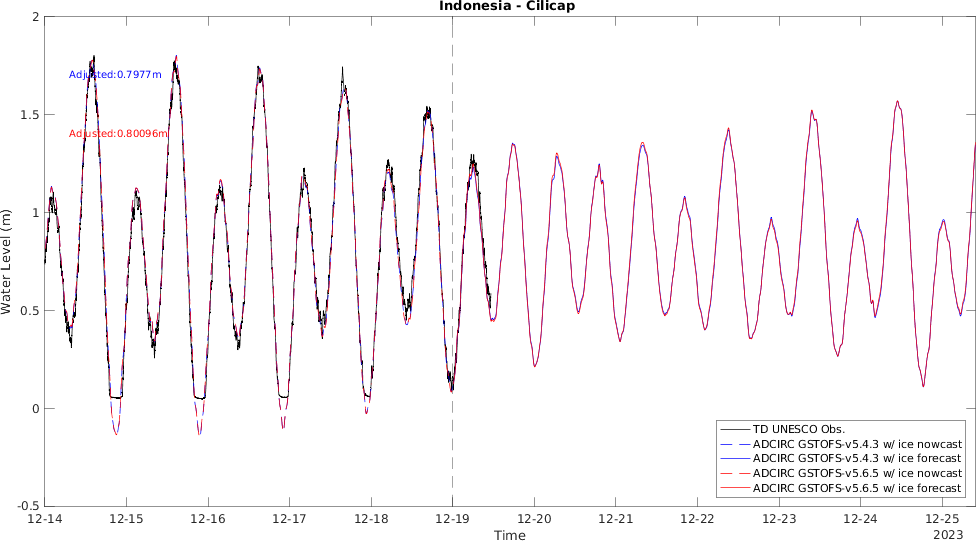 Indonesia - Cilicap
2
1.5
1
0.5
0
-0.5
Water Level (m)
Adjusted:0.7977m
Adjusted:0.80096m
TD UNESCO Obs.
ADCIRC GSTOFS-v5.4.3 w/ ice nowcast
ADCIRC GSTOFS-v5.4.3 w/ ice forecast
ADCIRC GSTOFS-v5.6.5 w/ ice nowcast
ADCIRC GSTOFS-v5.6.5 w/ ice forecast
12-14 12-15 12-16 12-17 12-18 12-19 12-20 12-21 12-22 12-23 12-24 12-25
Time
2023